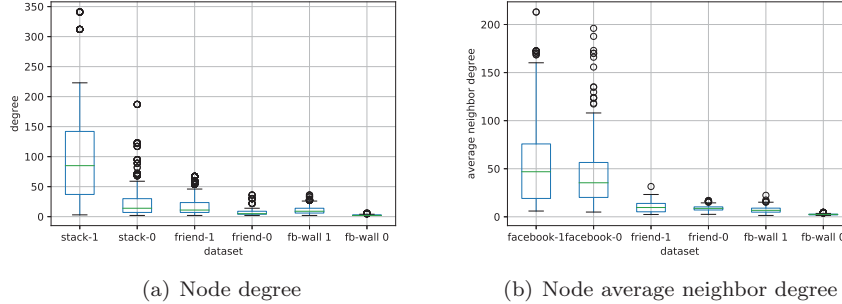 350
300
250
200
150
100
50
0
degree
stack-1 stack-0 friend-1 friend-0 fb-wall 1 fb-wall 0
dataset
(a) Node degree
200
150
100
50
0
average neighbor degree
facebook-1 facebook-0 friend-1 friend-0 fb-wall 1 fb-wall 0
dataset
(b) Node average neighbor degree